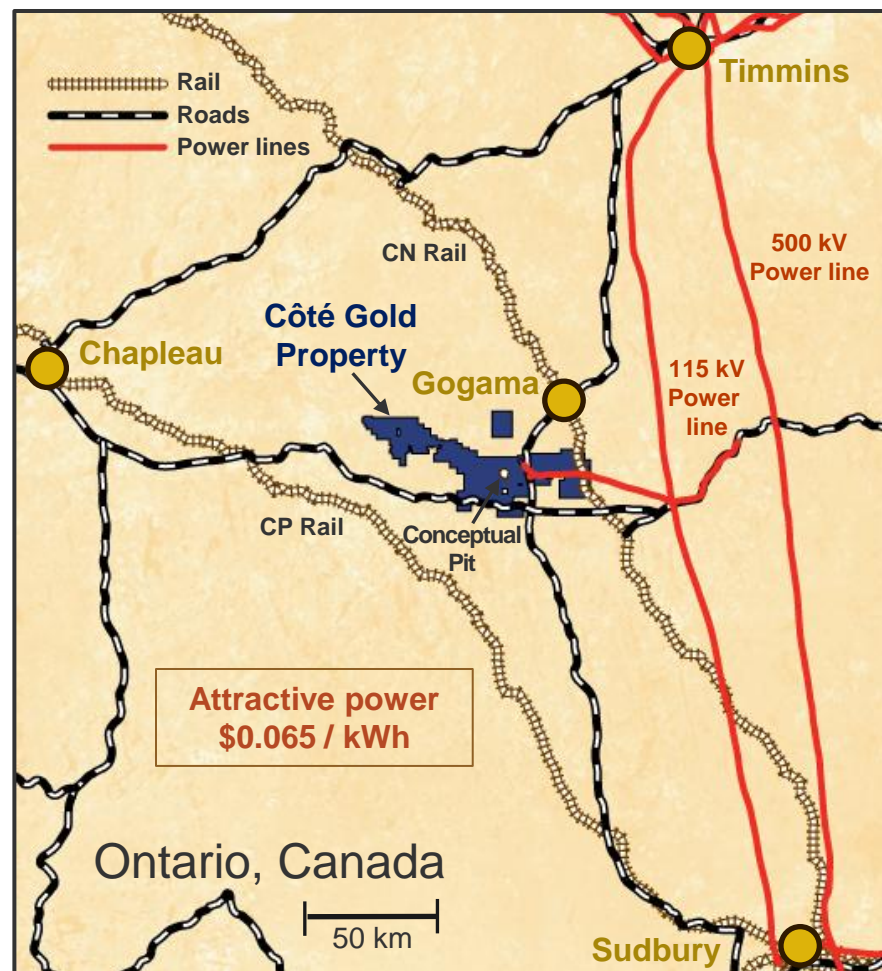 Timmins
Rail
Roads
Power lines
CN Rail
500 kV
Power line
Côté Gold
Property
Chapleau
Gogama
115 kV
Power
line
CP Rail
Conceptual
Pit
Attractive power
$0.065 / kWh
Ontario, Canada
50 km
Sudbury